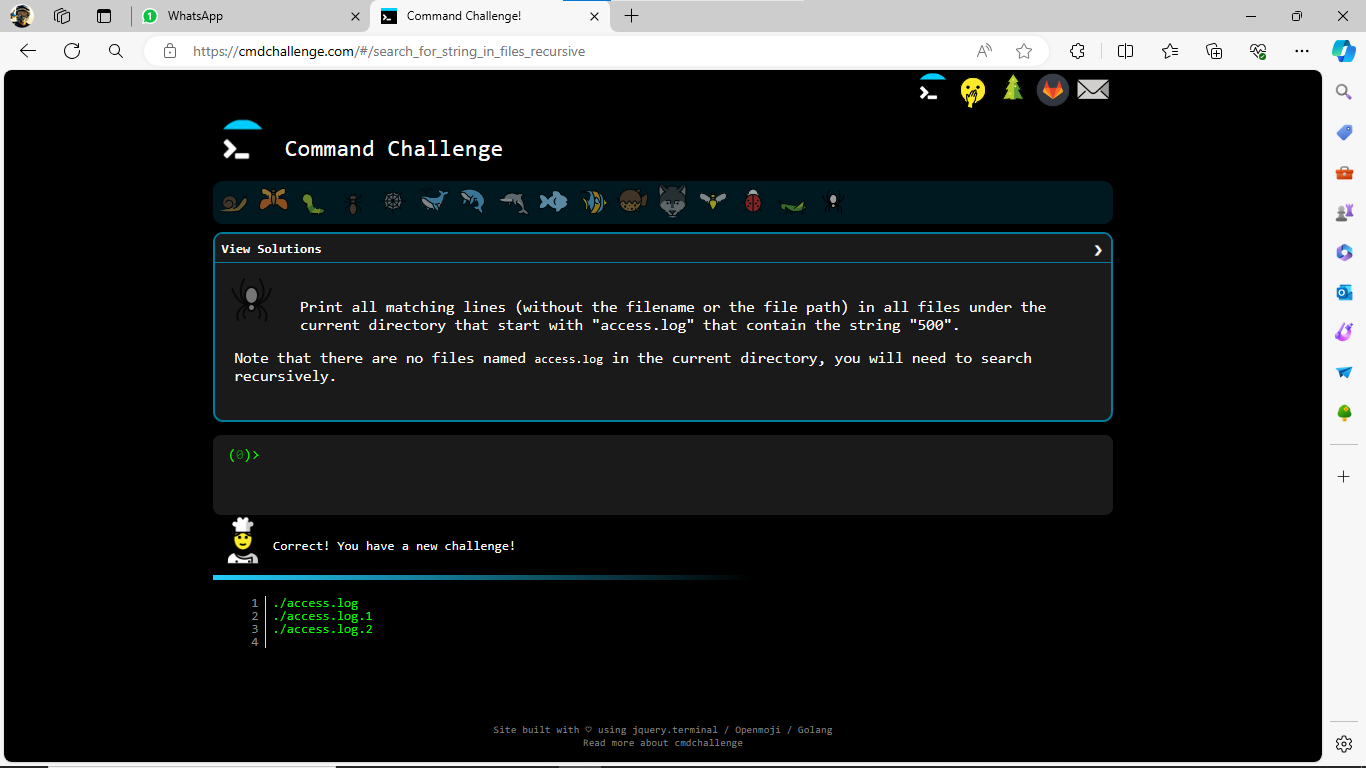 WhatsApp
Command Challenge!
https://cmdchallenge.com/#/search_for_string_in_files_recursive
Command Challenge
View Solutions
Print all matching lines (without the filename or the file path) in all files under the
current directory that start with "access.log" that contain the string "500".
Note that there are no files named access.log in the current directory, you will need to search
recursively.
(0)>
Correct! You have a new challenge!
1 ./access.log
2 ./access.log.1
3 ./access.log.2
4
Site built with ♡ using jquery.terminal / Openmoji / Golang
Read more about cmdchallenge